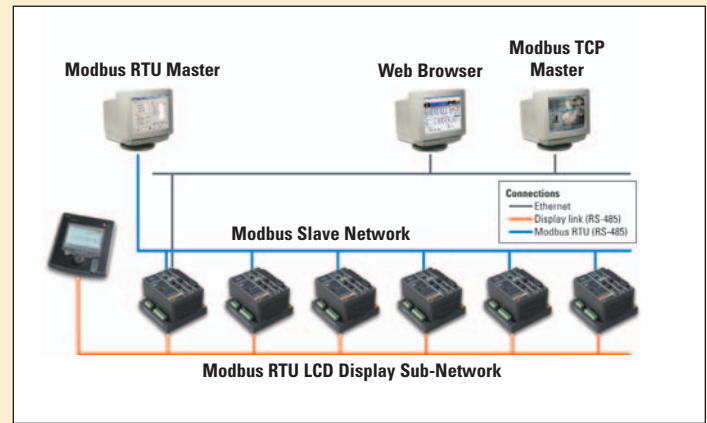 Modbus RTU Master
Web Browser
Modbus TCP
Master
Connections
Ethernet
Display link (RS-485)
Modbus RTU (RS-485)
Modbus Slave Network
Modbus RTU LCD Display Sub-Network